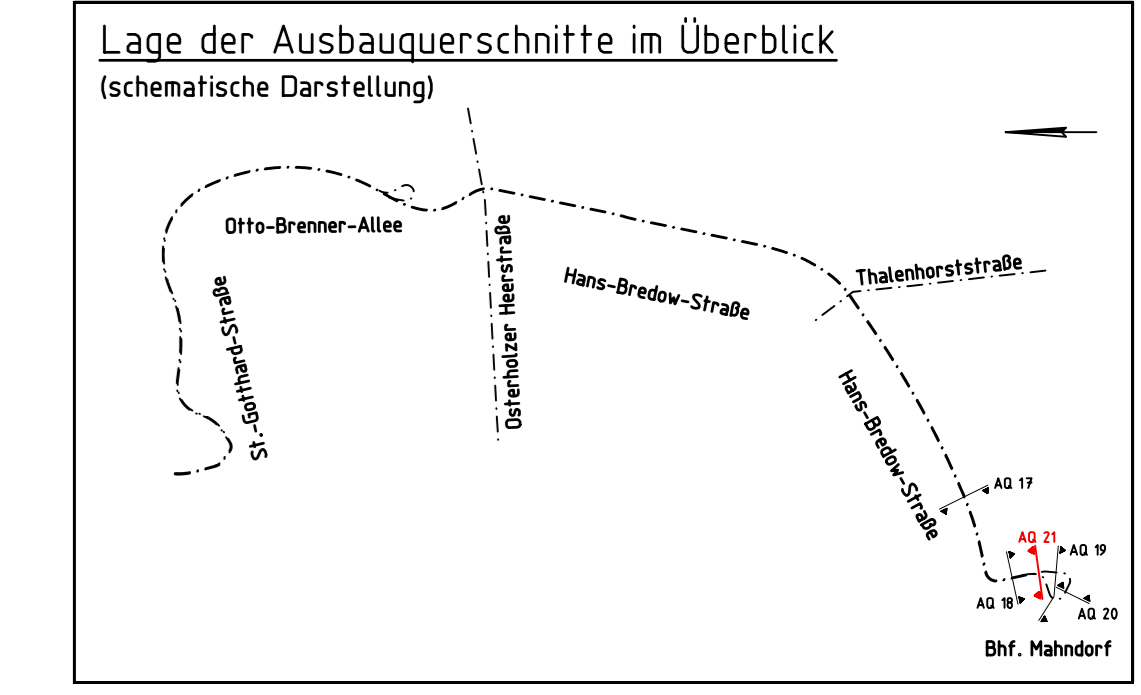 Lage der Ausbauquerschnitte im Überblick
(schematische Darstellung)
Otto-Brenner-Allee
Osterholzer Heerstraße
Thalenhorststraße
Hans-Bredow-Straße
St.-Gotthard-Straße
Hans-Bredow-Straße
AQ 17
AQ 21
AQ 19
AQ 18
AQ 20
Bhf. Mahndorf